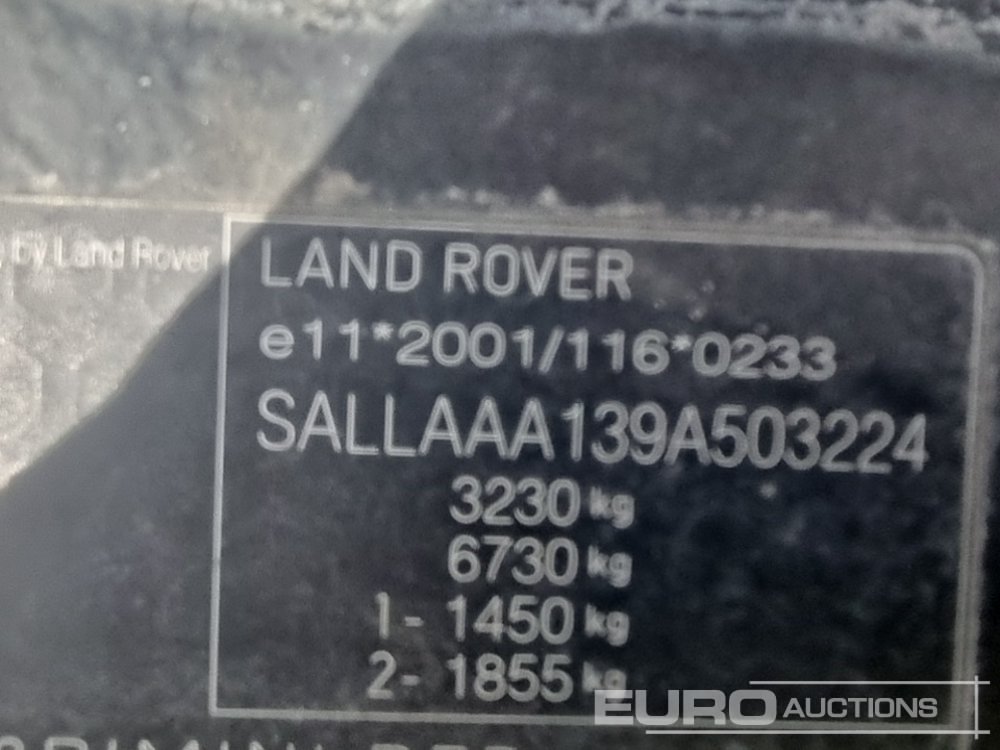 by Land Rover
LAND ROVER
e11*2001/116*0233
SALLAAA139A503224
3230 kg
6730 kg
1- 1450 kg
2- 1855 kg
EURO AUCTIONS